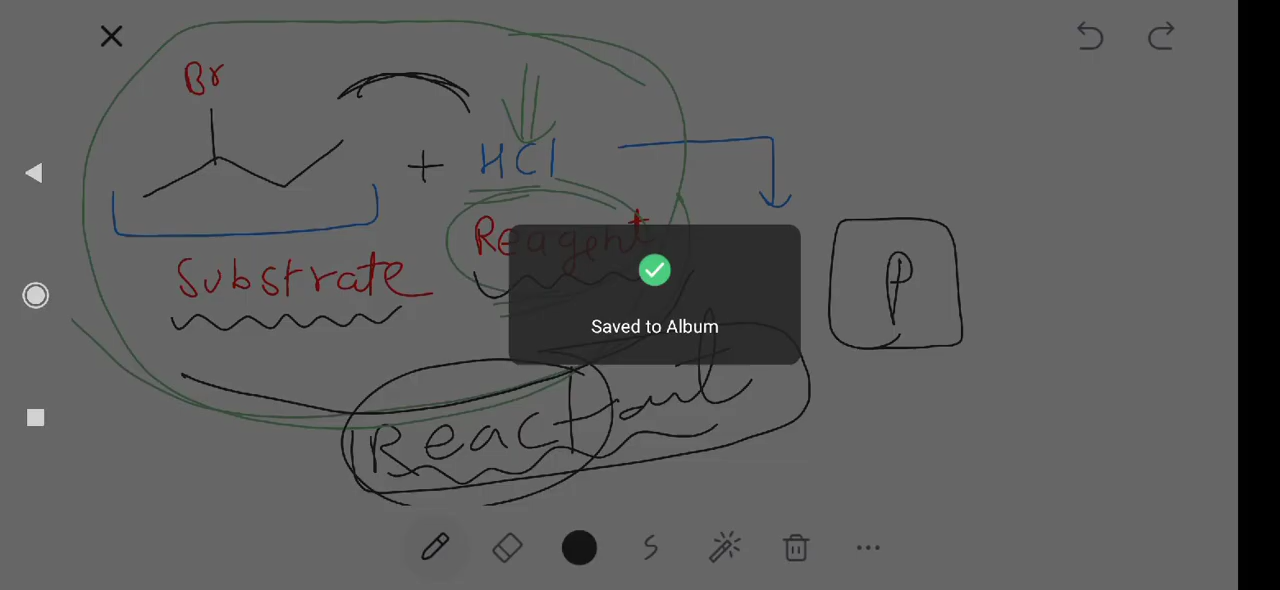 Br
+ HCl
Reagent
Substrate
Saved to Album
P
Reactant